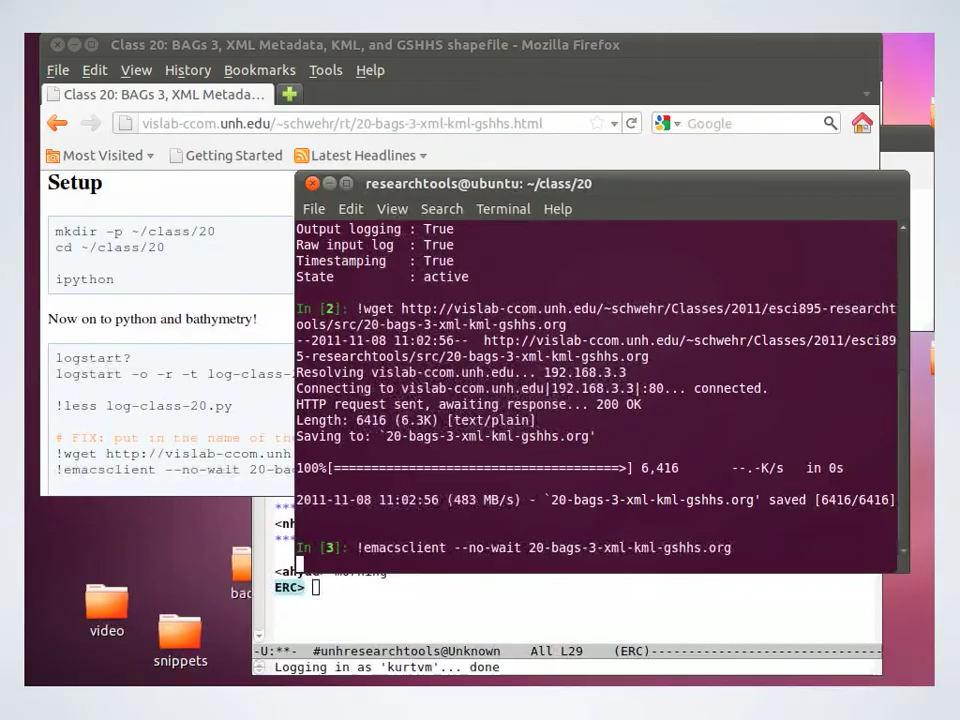 Class 20: BAGs 3, XML Metadata, KML, and GSHHS shapefile - Mozilla Firefox
File Edit View History Bookmarks Tools Help
Class 20: BAGs 3, XML Metada...
vislab-ccom.unh.edu/~schwehr/rt/20-bags-3-xml-kml-gshhs.html
Google
Most Visited Getting Started Latest Headlines
Setup
mkdir -p ~/class/20
cd ~/class/20
ipython
Now on to python and bathymetry!
logstart?
logstart -o -r -t log-class-
!less log-class-20.py
# FIX: put in the name of th
!wget http://vislab-ccom.unh
!emacsclient --no-wait 20-ba
researchtools@ubuntu: ~/class/20
File Edit View Search Terminal Help
Output logging : True
Raw input log : True
Timestamping : True
State : active
In [2]: !wget http://vislab-ccom.unh.edu/~schwehr/Classes/2011/esci895-researcht
ools/src/20-bags-3-xml-kml-gshhs.org
--2011-11-08 11:02:56-- http://vislab-ccom.unh.edu/~schwehr/Classes/2011/esci89
5-researchtools/src/20-bags-3-xml-kml-gshhs.org
Resolving vislab-ccom.unh.edu... 192.168.3.3
Connecting to vislab-ccom.unh.edu|192.168.3.3|:80... connected.
HTTP request sent, awaiting response... 200 OK
Length: 6416 (6.3K) [text/plain]
Saving to: `20-bags-3-xml-kml-gshhs.org'
100%[======================================>] 6,416 --.-K/s in 0s
2011-11-08 11:02:56 (483 MB/s) - `20-bags-3-xml-kml-gshhs.org' saved [6416/6416]
In [3]: !emacsclient --no-wait 20-bags-3-xml-kml-gshhs.org
***
<nh
***
ERC>
-U:**- #unhresearchtools@Unknown All L29 (ERC)
Logging in as 'kurtvm'... done
bac
video
snippets